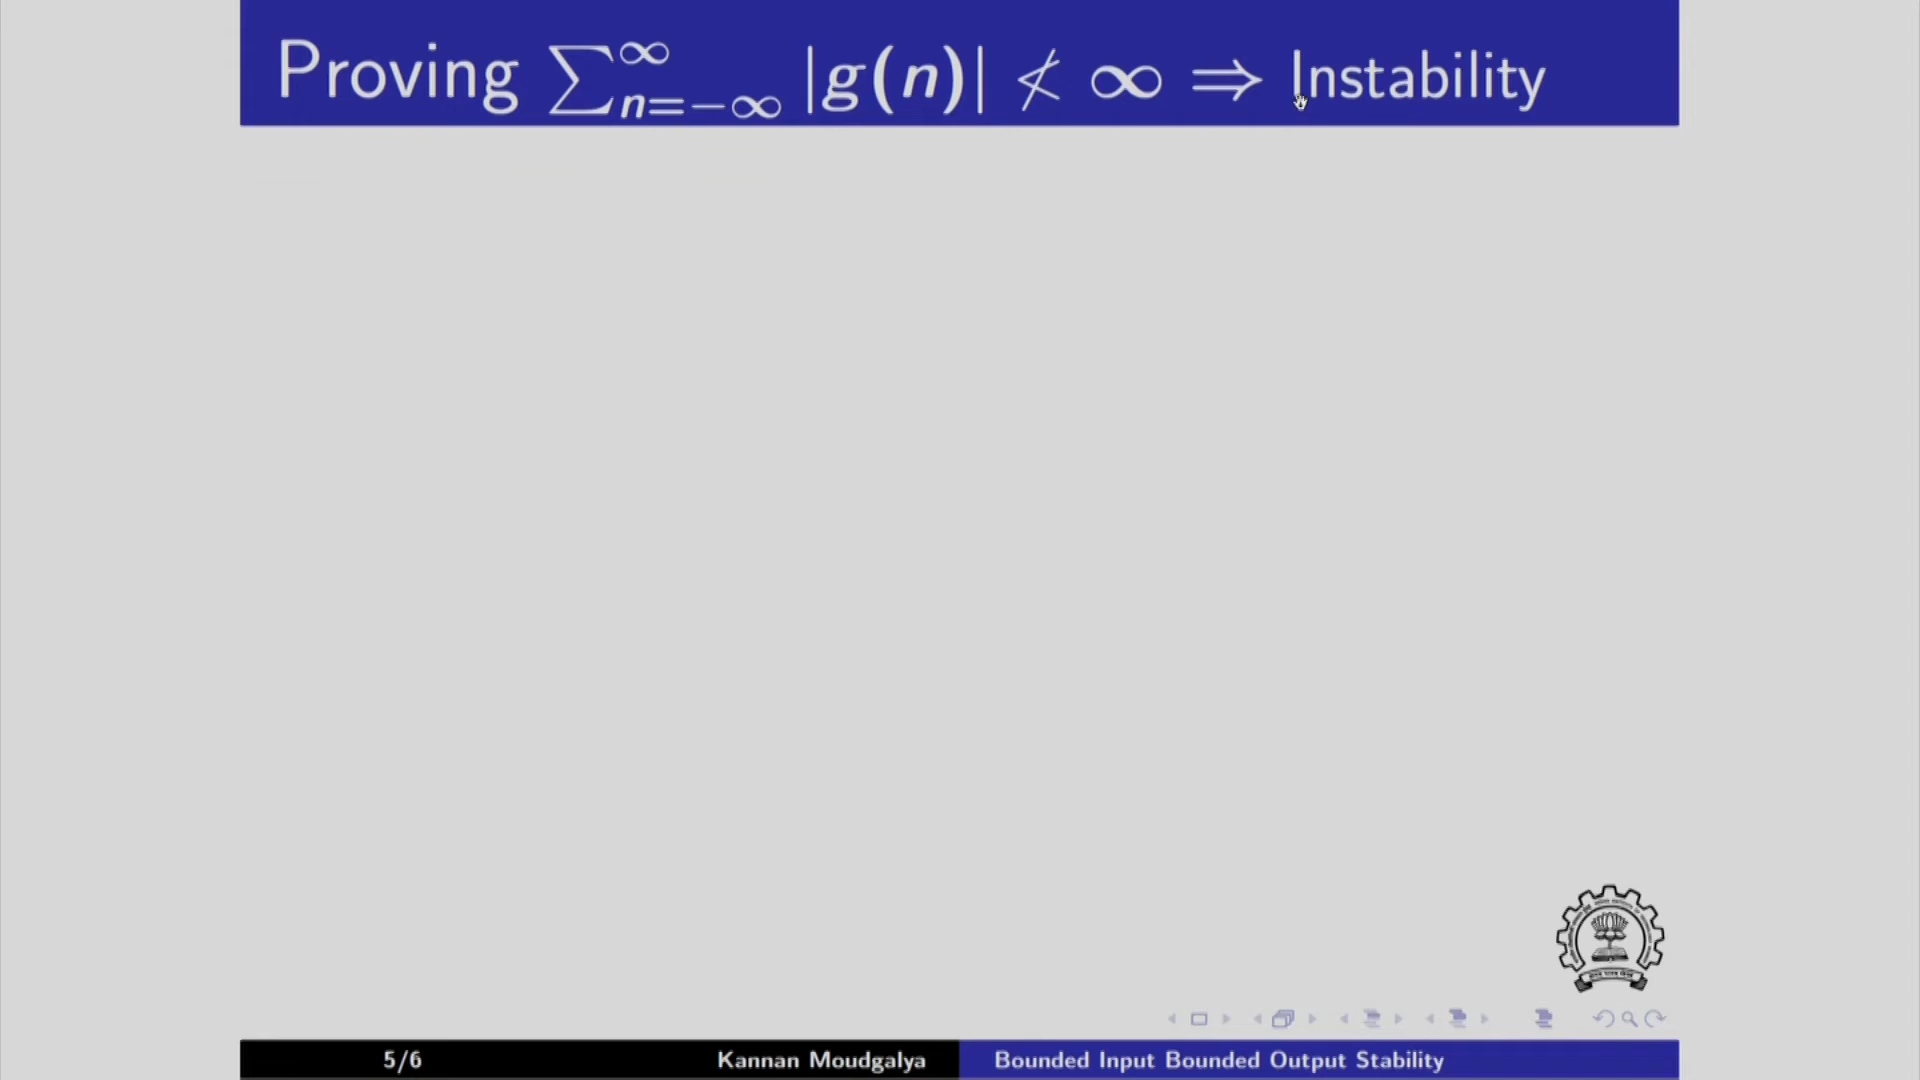 Proving ∑_{n=−∞}^{∞} |g(n)| ≮ ∞ ⇒ Instability
5/6 Kannan Moudgalya Bounded Input Bounded Output Stability